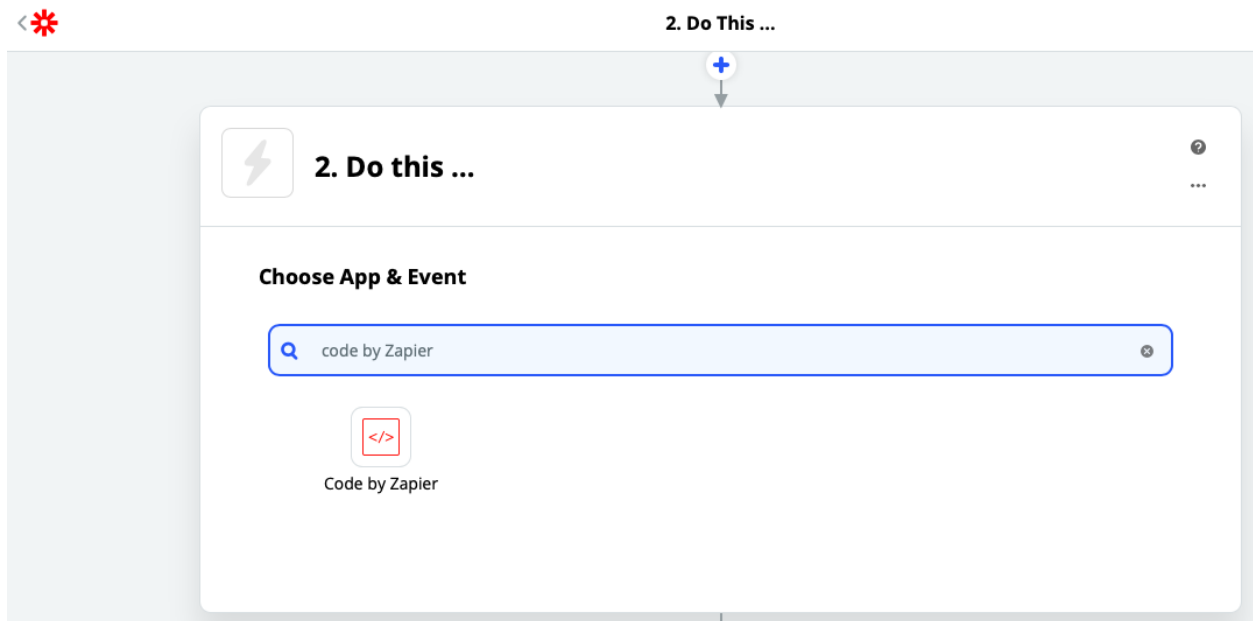 2. Do This ...
2. Do this ...
Choose App & Event
code by Zapier
</>
Code by Zapier